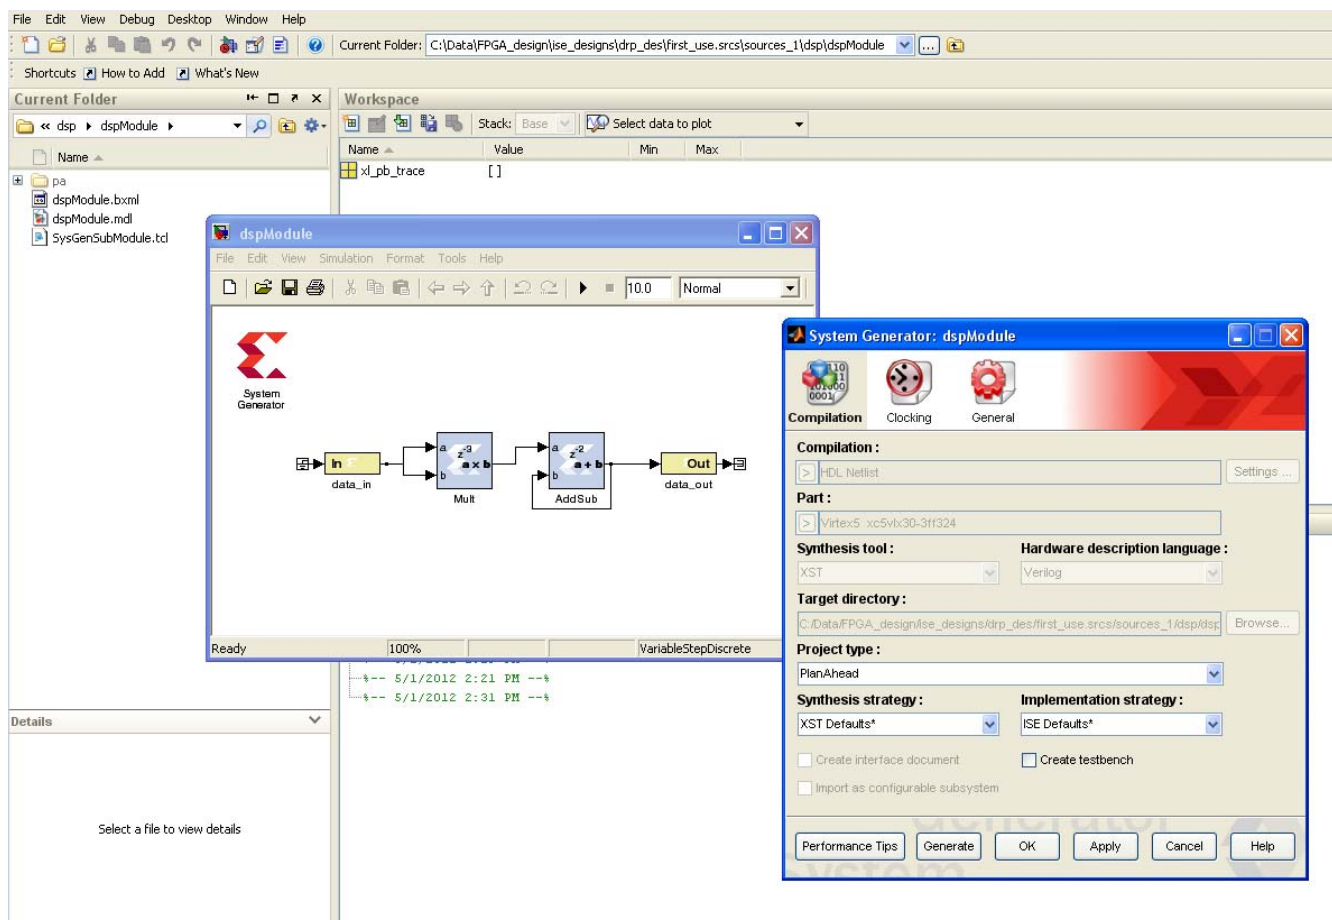 File Edit View Debug Desktop Window Help
Current Folder: C:\Data\FPGA_design\ise_designs\drp_des\first_use.srcs\sources_1\dsp\dspModule
Shortcuts How to Add What's New
Current Folder
« dsp dspModule
Name
pa
dspModule.bxml
dspModule.mdl
SysGenSubModule.tcl
Workspace
Stack: Base Select data to plot
Name Value Min Max
xl_pb_trace [ ]
dspModule
File Edit View Simulation Format Tools Help
10.0 Normal
System
Generator
In
data_in
a
b
z-3
a x b
Mult
a
b
z-2
a + b
AddSub
Out
data_out
Ready 100% VariableStepDiscrete
%-- 5/1/2012 2:21 PM --%
%-- 5/1/2012 2:31 PM --%
Details
Select a file to view details
System Generator: dspModule
Compilation Clocking General
Compilation :
> HDL Netlist Settings ...
Part :
> Virtex5 xc5vlx30-3ff324
Synthesis tool : Hardware description language :
XST Verilog
Target directory :
C:/Data/FPGA_design/ise_designs/drp_des/first_use.srcs/sources_1/dsp/dsp Browse...
Project type :
PlanAhead
Synthesis strategy : Implementation strategy :
XST Defaults* ISE Defaults*
Create interface document Create testbench
Import as configurable subsystem
Performance Tips Generate OK Apply Cancel Help
System